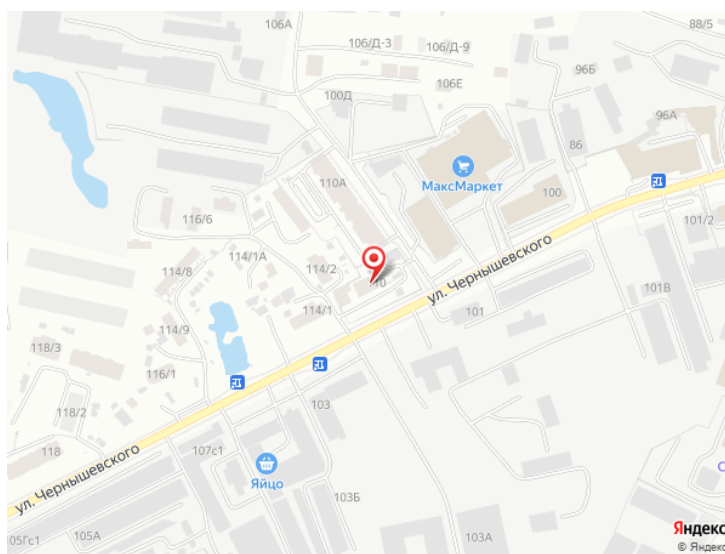 106А
106/Д-3
106/Д-9
88/5
106Е
96Б
100Д
96А
86
110А
МаксМаркет
100
116/6
101/2
114/1А
114/8
114/2
ул. Чернышевского
101В
114/1
101
114/9
118/3
116/1
118/2
103
118
107с1
ул. Чернышевского
Яйцо
103Б
105Гс1
105А
103А
Яндекс
© Яндекс